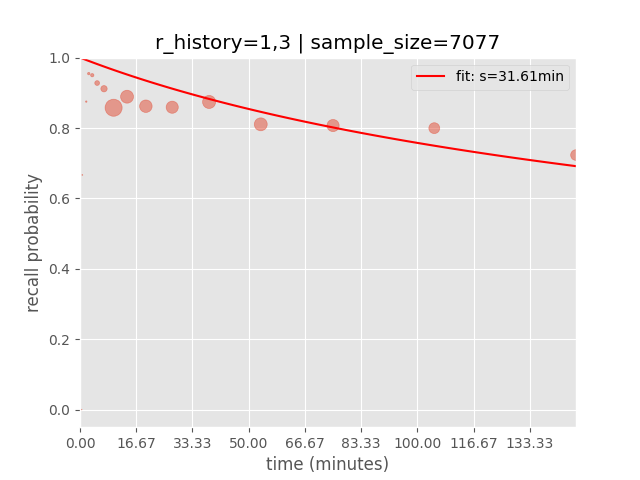 r_history=1,3 | sample_size=7077
fit: s=31.61min
1.0
0.8
0.6
0.4
0.2
0.0
recall probability
0.00 16.67 33.33 50.00 66.67 83.33 100.00 116.67 133.33
time (minutes)